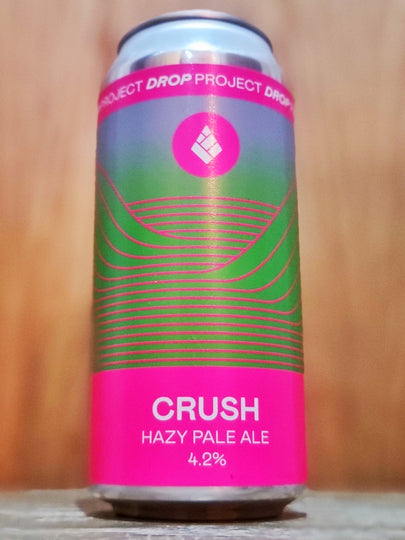 PROJECT DROP PROJECT DROP
CRUSH
HAZY PALE ALE
4.2%